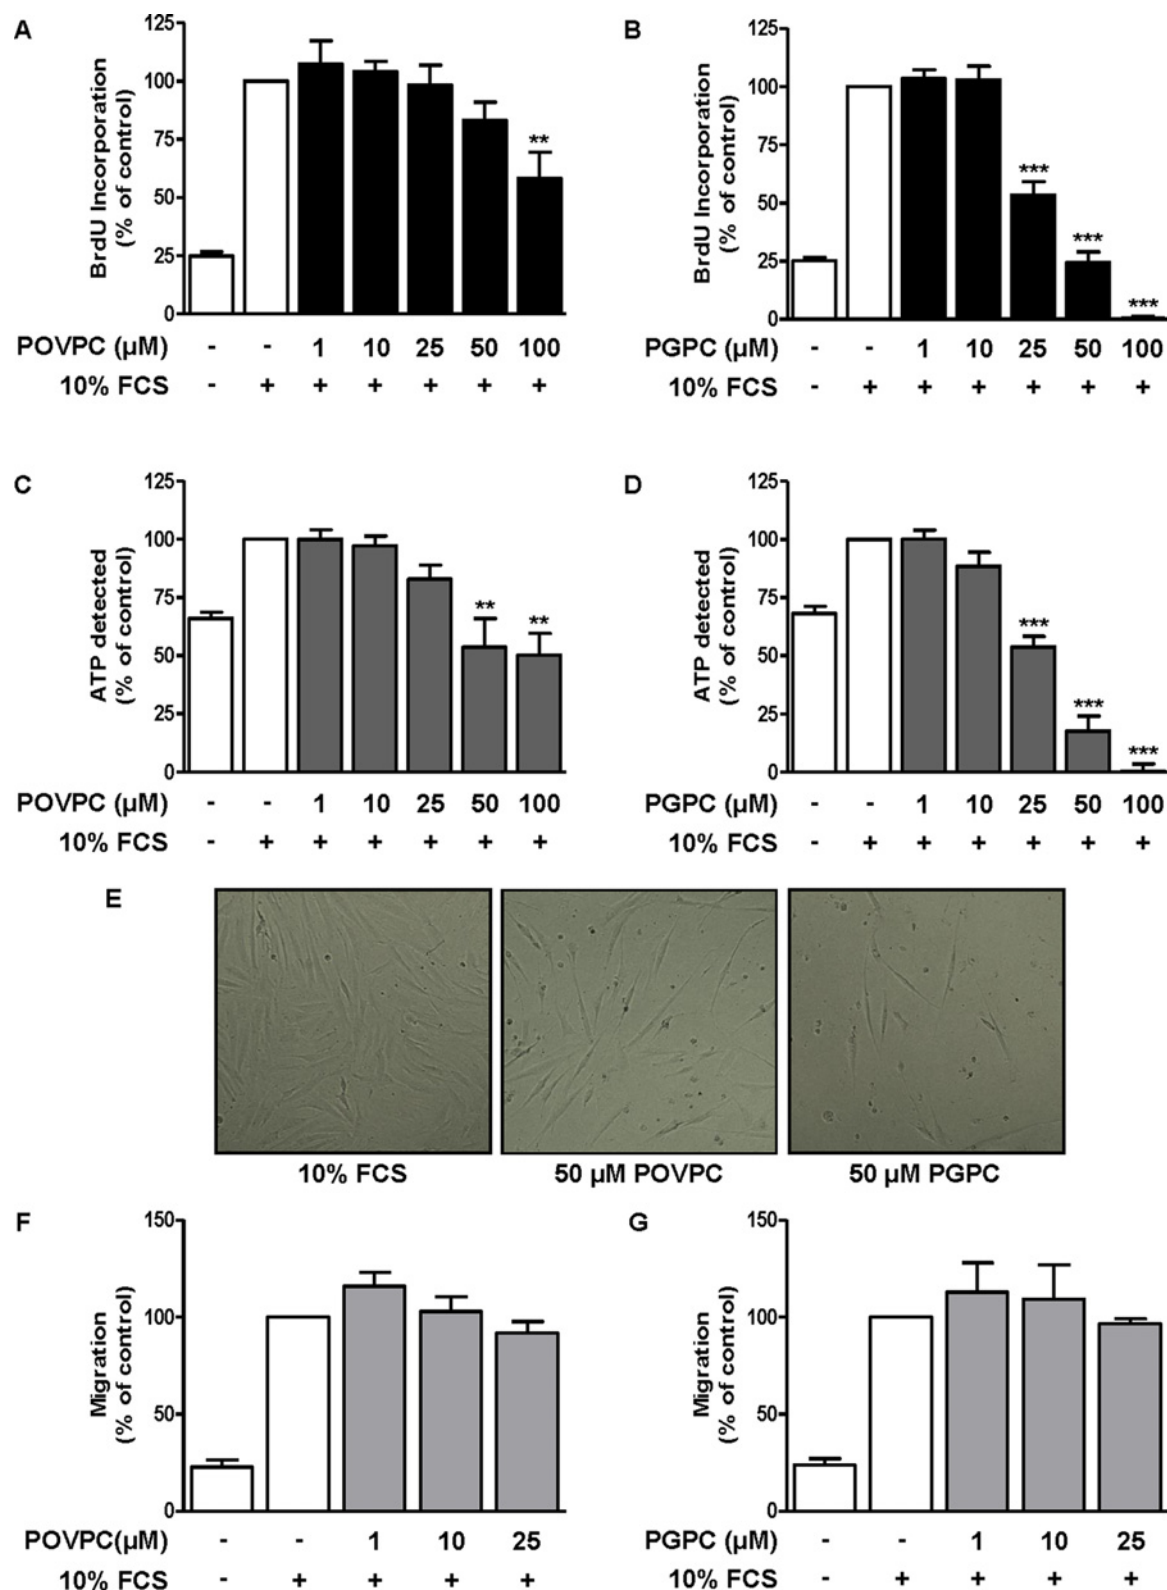 A
125
100
75
50
25
0
BrdU Incorporation
(% of control)
**
POVPC (µM) - - 1 10 25 50 100
10% FCS - + + + + + +
B
125
100
75
50
25
0
BrdU Incorporation
(% of control)
***
***
***
PGPC (µM) - - 1 10 25 50 100
10% FCS - + + + + + +
C
125
100
75
50
25
0
ATP detected
(% of control)
** **
POVPC (µM) - - 1 10 25 50 100
10% FCS - + + + + + +
D
125
100
75
50
25
0
ATP detected
(% of control)
***
***
***
PGPC (µM) - - 1 10 25 50 100
10% FCS - + + + + + +
E
10% FCS
50 µM POVPC
50 µM PGPC
F
150
100
50
0
Migration
(% of control)
POVPC(µM) - - 1 10 25
10% FCS - + + + +
G
150
100
50
0
Migration
(% of control)
PGPC (µM) - - 1 10 25
10% FCS - + + + +